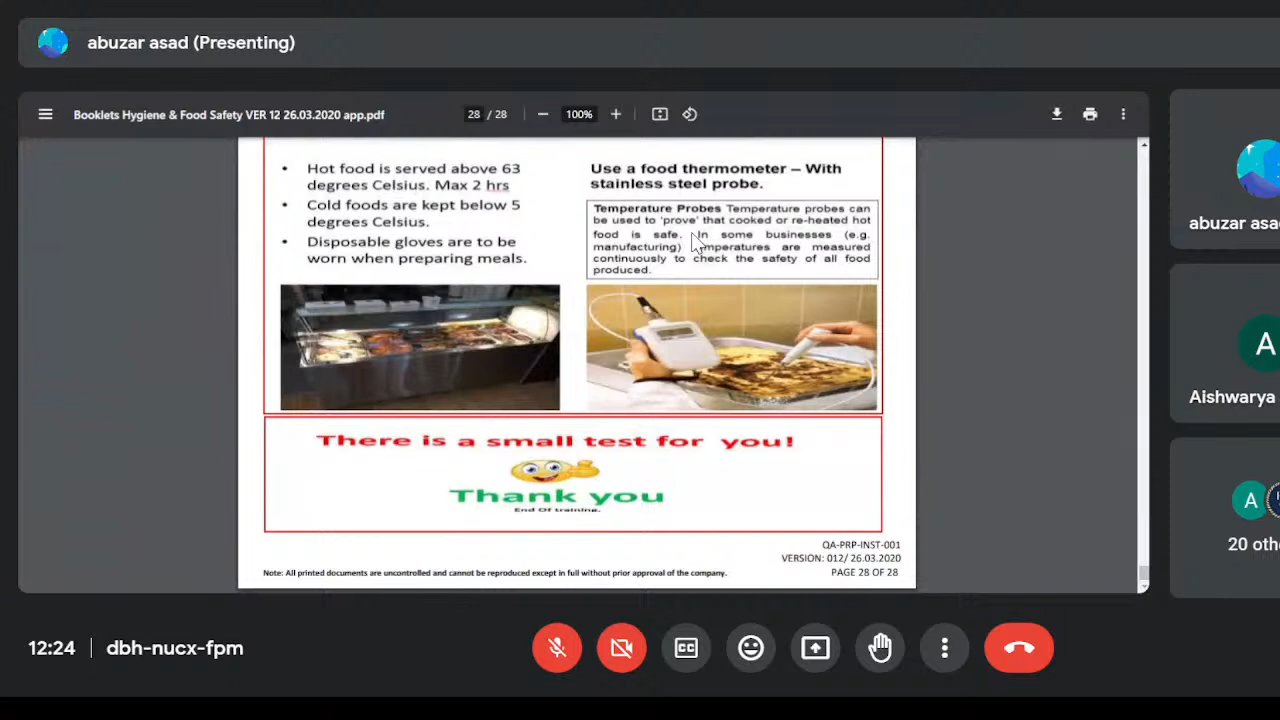 abuzar asad (Presenting)
Booklets Hygiene & Food Safety VER 12 26.03.2020 app.pdf
28 / 28
100%
• Hot food is served above 63
degrees Celsius. Max 2 hrs
• Cold foods are kept below 5
degrees Celsius.
• Disposable gloves are to be
worn when preparing meals.
Use a food thermometer – With
stainless steel probe.
Temperature Probes Temperature probes can
be used to 'prove' that cooked or re-heated hot
food is safe. In some businesses (e.g.
manufacturing) temperatures are measured
continuously to check the safety of all food
produced.
There is a small test for you!
Thank you
End Of training.
QA-PRP-INST-001
VERSION: 012/ 26.03.2020
Note: All printed documents are uncontrolled and cannot be reproduced except in full without prior approval of the company.
PAGE 28 OF 28
abuzar asa
A
Aishwarya
A
20 othe
12:24
dbh-nucx-fpm
CC